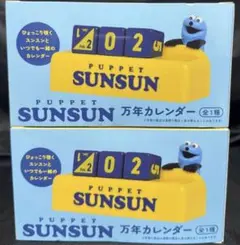 ひょっこり覗く
スンスンと
いつでも一緒の
カレンダー
1/2
02
5
PUPPET
SUNSUN
PUPPET
SUNSUN 万年カレンダー 全1種
ひょっこり覗く
スンスンと
いつでも一緒の
カレンダー
1/2
02
5
PUPPET
SUNSUN
PUPPET
SUNSUN 万年カレンダー 全1種